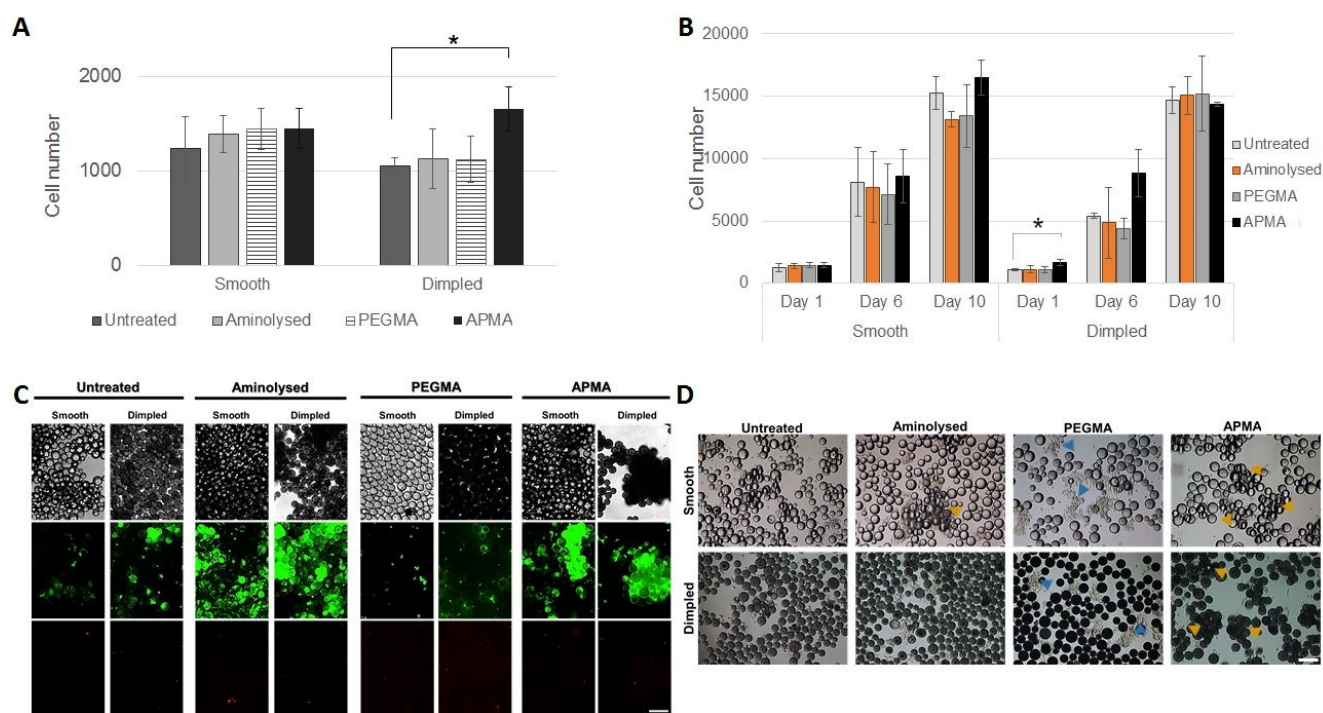 A
*
2000
1000
0
Cell number
Smooth Dimpled
Untreated Aminolysed PEGMA APMA
B
20000
15000
10000
5000
0
Cell number
*
Day 1 Day 6 Day 10 Day 1 Day 6 Day 10
Smooth Dimpled
Untreated
Aminolysed
PEGMA
APMA
C
Untreated Aminolysed PEGMA APMA
Smooth Dimpled Smooth Dimpled Smooth Dimpled Smooth Dimpled
D
Untreated Aminolysed PEGMA APMA
Smooth
Dimpled